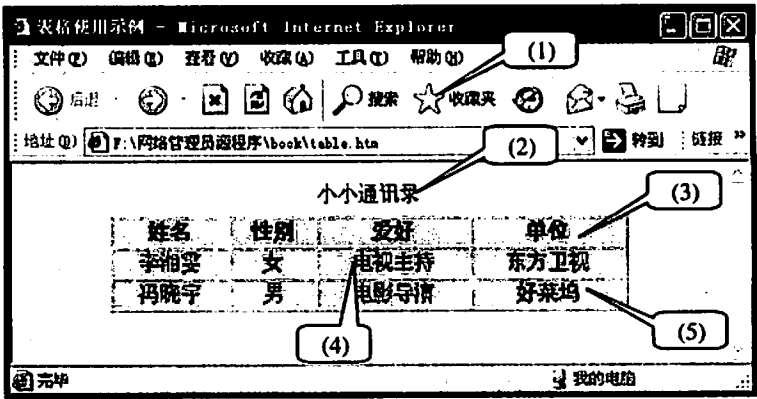 表格使用示例 - Microsoft Internet Explorer
文件(F) 编辑(E) 查看(V) 收藏(A) 工具(T) 帮助(H) (1)
后退 搜索 收藏夹
地址(D) F:\网络管理员\程序\book\table.htm (2) 转到 链接 »
小小通讯录 (3)
姓名 性别 爱好 单位
李湘雯 女 电视主持 东方卫视
冯晓宇 男 电影导演 好莱坞
(4) (5)
完毕 我的电脑